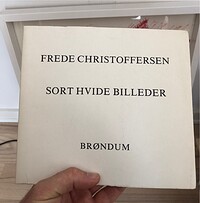 FREDE CHRISTOFFERSEN
SORT HVIDE BILLEDER
BRØNDUM